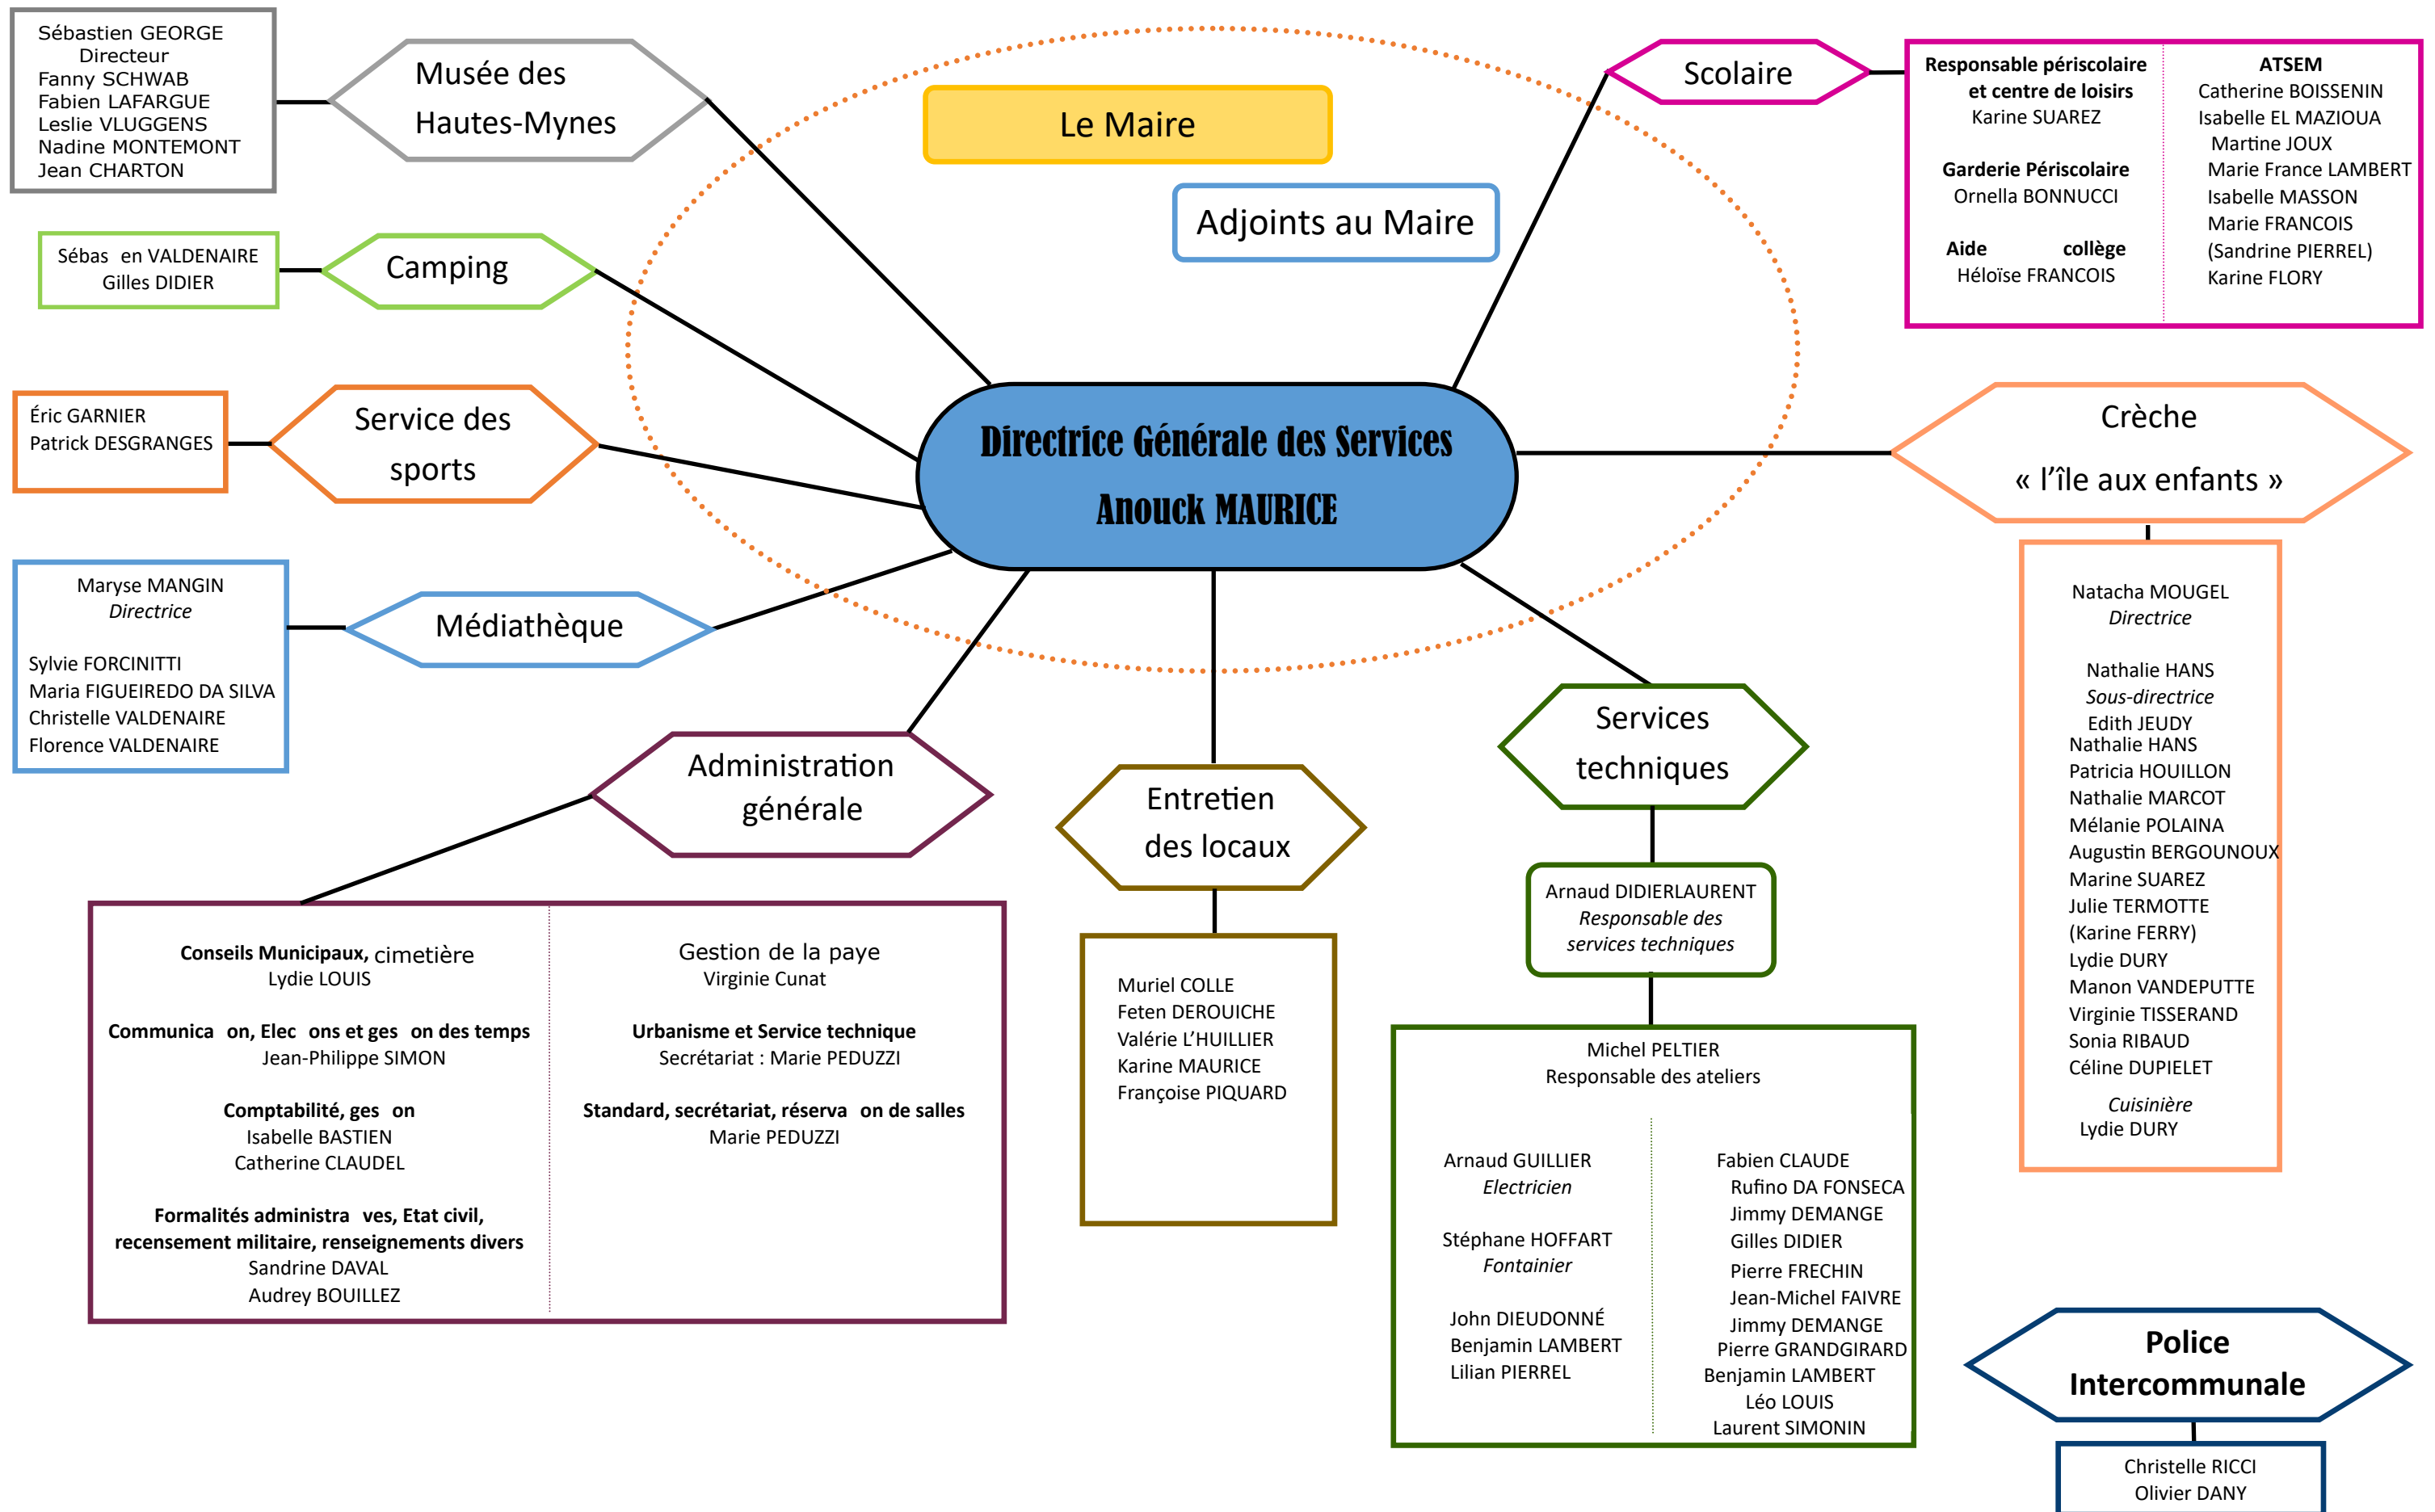 Sébastien GEORGE
Directeur
Fanny SCHWAB
Fabien LAFARGUE
Leslie VLUGGENS
Nadine MONTEMONT
Jean CHARTON
Musée des
Hautes-Mynes
Le Maire
Adjoints au Maire
Scolaire
Responsable périscolaire
et centre de loisirs
Karine SUAREZ
Garderie Périscolaire
Ornella BONNUCCI
Aide collège
Héloïse FRANCOIS
ATSEM
Catherine BOISSENIN
Isabelle EL MAZIOUA
Martine JOUX
Marie France LAMBERT
Isabelle MASSON
Marie FRANCOIS
(Sandrine PIERREL)
Karine FLORY
Sébas en VALDENAIRE
Gilles DIDIER
Camping
Éric GARNIER
Patrick DESGRANGES
Service des
sports
Directrice Générale des Services
Anouck MAURICE
Crèche
« l’île aux enfants »
Natacha MOUGEL
Directrice
Nathalie HANS
Sous-directrice
Edith JEUDY
Nathalie HANS
Patricia HOUILLON
Nathalie MARCOT
Mélanie POLAINA
Augustin BERGOUNOUX
Marine SUAREZ
Julie TERMOTTE
(Karine FERRY)
Lydie DURY
Manon VANDEPUTTE
Virginie TISSERAND
Sonia RIBAUD
Céline DUPIELET
Cuisinière
Lydie DURY
Maryse MANGIN
Directrice
Sylvie FORCINITTI
Maria FIGUEIREDO DA SILVA
Christelle VALDENAIRE
Florence VALDENAIRE
Médiathèque
Administration
générale
Conseils Municipaux, cimetière
Lydie LOUIS
Communica on, Elec ons et ges on des temps
Jean-Philippe SIMON
Comptabilité, ges on
Isabelle BASTIEN
Catherine CLAUDEL
Formalités administra ves, Etat civil,
recensement militaire, renseignements divers
Sandrine DAVAL
Audrey BOUILLEZ
Gestion de la paye
Virginie Cunat
Urbanisme et Service technique
Secrétariat : Marie PEDUZZI
Standard, secrétariat, réserva on de salles
Marie PEDUZZI
Entretien
des locaux
Muriel COLLE
Feten DEROUICHE
Valérie L’HUILLIER
Karine MAURICE
Françoise PIQUARD
Services
techniques
Arnaud DIDIERLAURENT
Responsable des
services techniques
Michel PELTIER
Responsable des ateliers
Arnaud GUILLIER
Electricien
Stéphane HOFFART
Fontainier
John DIEUDONNÉ
Benjamin LAMBERT
Lilian PIERREL
Fabien CLAUDE
Rufino DA FONSECA
Jimmy DEMANGE
Gilles DIDIER
Pierre FRECHIN
Jean-Michel FAIVRE
Jimmy DEMANGE
Pierre GRANDGIRARD
Benjamin LAMBERT
Léo LOUIS
Laurent SIMONIN
Police
Intercommunale
Christelle RICCI
Olivier DANY